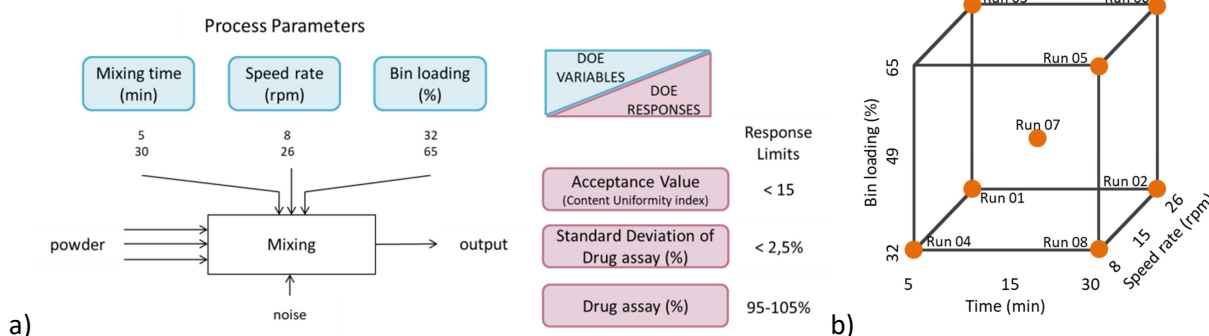 Process Parameters
Mixing time
(min)
Speed rate
(rpm)
Bin loading
(%)
5
30
8
26
32
65
powder
Mixing
output
noise
a)
DOE
VARIABLES
DOE
RESPONSES
Response
Limits
Acceptance Value
(Content Uniformity index)
< 15
Standard Deviation of
Drug assay (%)
< 2,5%
Drug assay (%)
95-105%
b)
Run 05
Run 07
Run 01
Run 02
Run 04
Run 08
Bin loading (%)
65
49
32
5
15
30
Time (min)
8
15
26
Speed rate (rpm)